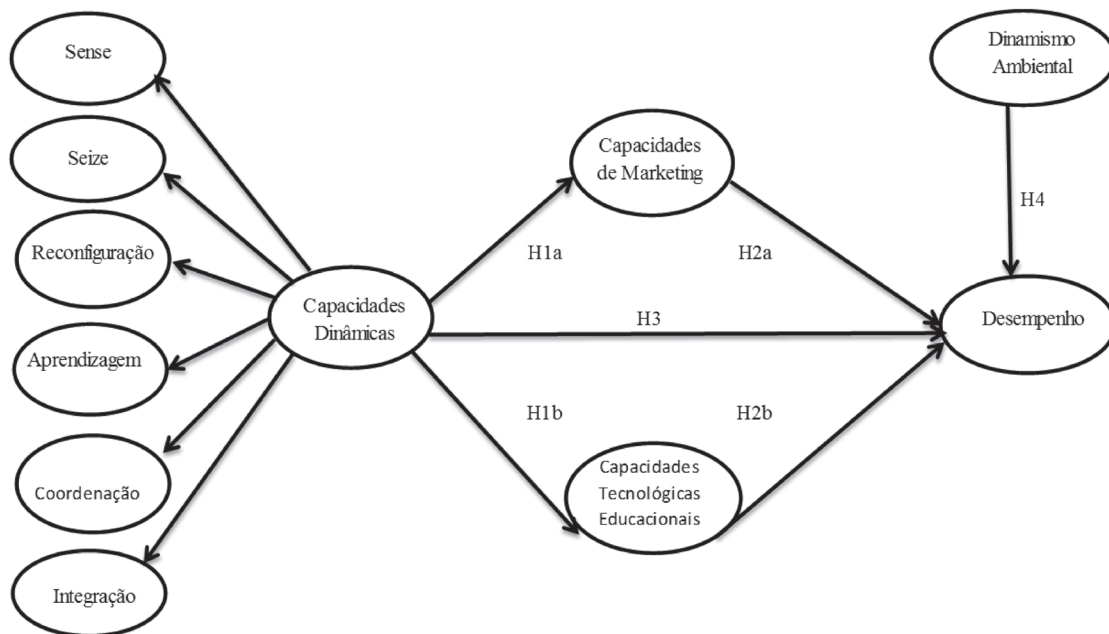 Sense
Seize
Reconfiguração
Aprendizagem
Coordenação
Integração
Capacidades
Dinâmicas
H1a
H1b
Capacidades
de Marketing
Capacidades
Tecnológicas
Educacionais
H2a
H3
H2b
Dinamismo
Ambiental
H4
Desempenho